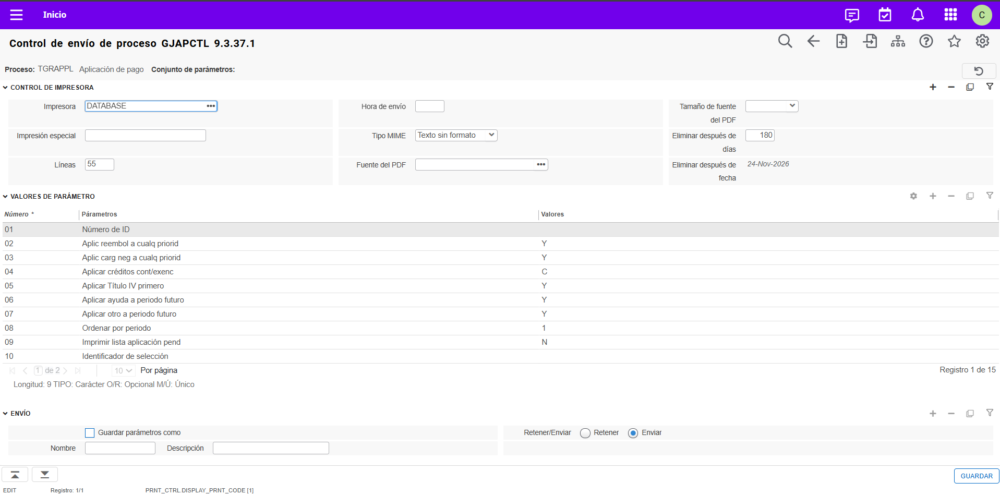 Inicio
C
Control de envío de proceso GJAPCTL 9.3.37.1
Proceso: TGRAPPL Aplicación de pago Conjunto de parámetros:
CONTROL DE IMPRESORA
Impresora DATABASE Hora de envío Tamaño de fuente del PDF
Impresión especial Tipo MIME Texto sin formato Eliminar después de días 180
Líneas 55 Fuente del PDF Eliminar después de fecha 24-Nov-2026
VALORES DE PARÁMETRO
Número * Párametros Valores
01 Número de ID
02 Aplic reembol a cualq priorid Y
03 Aplic carg neg a cualq priorid Y
04 Aplicar créditos cont/exenc C
05 Aplicar Título IV primero Y
06 Aplicar ayuda a periodo futuro Y
07 Aplicar otro a periodo futuro Y
08 Ordenar por periodo 1
09 Imprimir lista aplicación pend N
10 Identificador de selección
1 de 2 10 Por página Registro 1 de 15
Longitud: 9 TIPO: Carácter O/R: Opcional M/Ú: Único
ENVÍO
Guardar parámetros como Retener/Enviar Retener Enviar
Nombre Descripción
GUARDAR
EDIT Registro: 1/1 PRNT_CTRL.DISPLAY_PRNT_CODE [1]